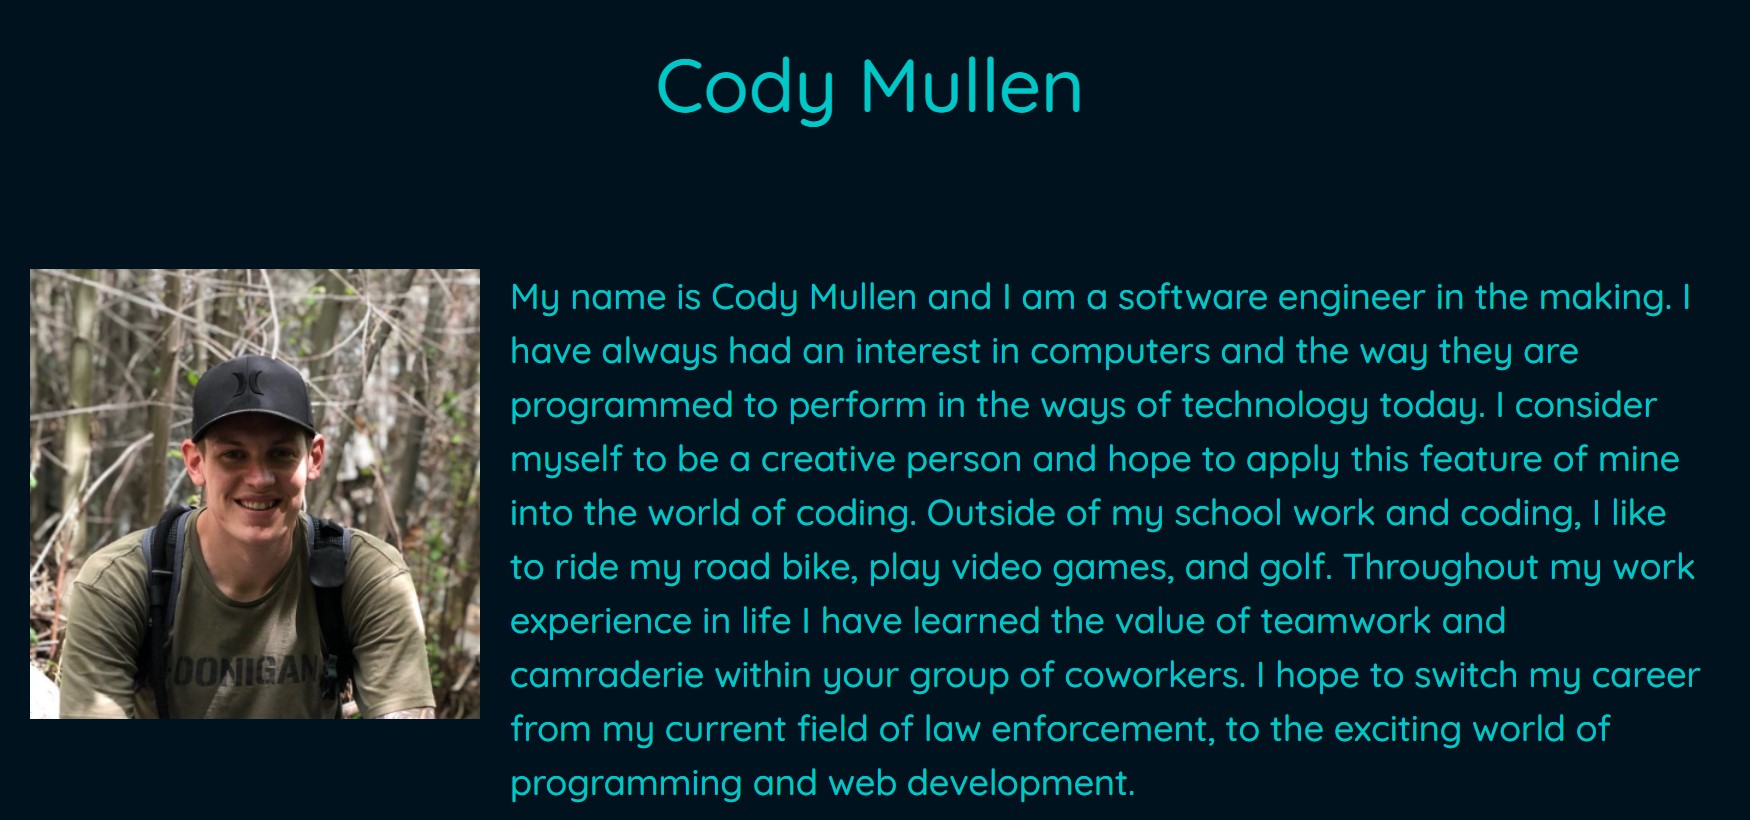 Cody Mullen
My name is Cody Mullen and I am a software engineer in the making. I
have always had an interest in computers and the way they are
programmed to perform in the ways of technology today. I consider
myself to be a creative person and hope to apply this feature of mine
into the world of coding. Outside of my school work and coding, I like
to ride my road bike, play video games, and golf. Throughout my work
experience in life I have learned the value of teamwork and
camraderie within your group of coworkers. I hope to switch my career
from my current field of law enforcement, to the exciting world of
programming and web development.
OONIGAN